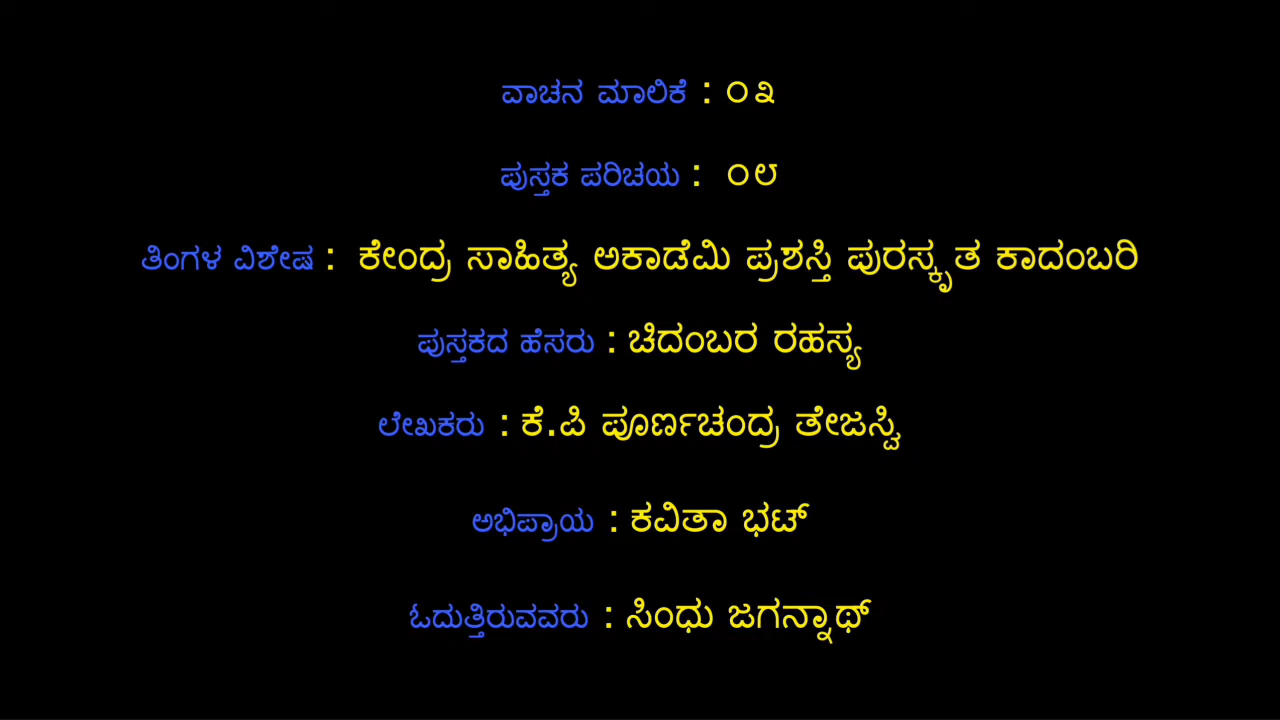 ವಾಚನ ಮಾಲಿಕೆ : ೦೩
ಪುಸ್ತಕ ಪರಿಚಯ : ೦೮
ತಿಂಗಳ ವಿಶೇಷ : ಕೇಂದ್ರ ಸಾಹಿತ್ಯ ಅಕಾಡೆಮಿ ಪ್ರಶಸ್ತಿ ಪುರಸ್ಕೃತ ಕಾದಂಬರಿ
ಪುಸ್ತಕದ ಹೆಸರು : ಚಿದಂಬರ ರಹಸ್ಯ
ಲೇಖಕರು : ಕೆ.ಪಿ ಪೂರ್ಣಚಂದ್ರ ತೇಜಸ್ವಿ
ಅಭಿಪ್ರಾಯ : ಕವಿತಾ ಭಟ್
ಓದುತ್ತಿರುವವರು : ಸಿಂಧು ಜಗನ್ನಾಥ್